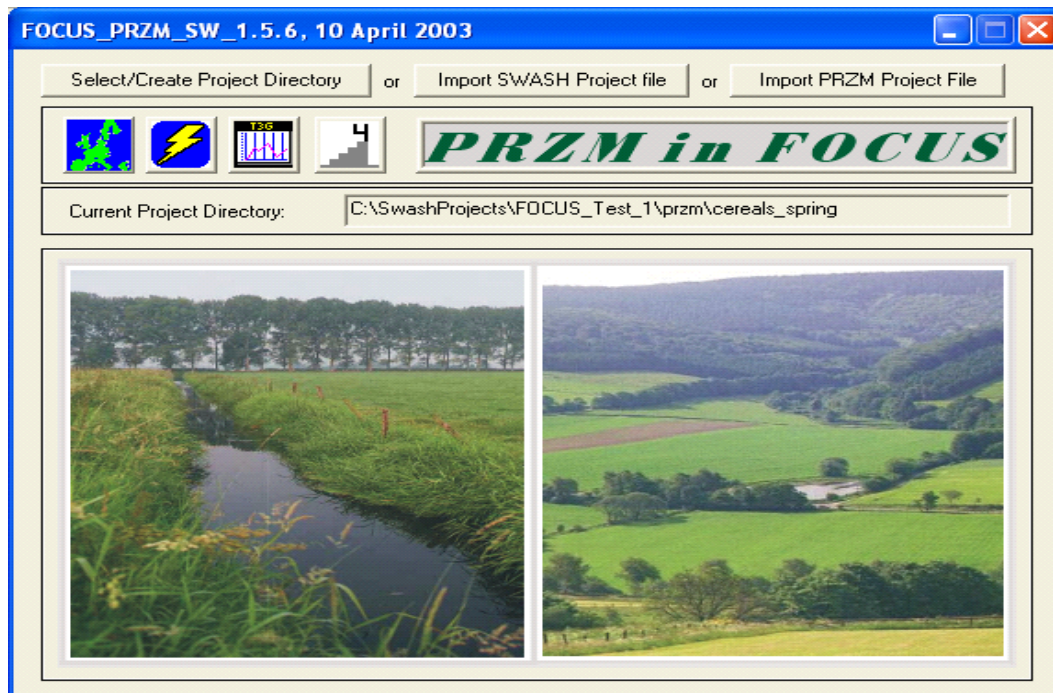 FOCUS_PRZM_SW_1.5.6, 10 April 2003
Select/Create Project Directory or Import SWASH Project file or Import PRZM Project File
T3G 4 PRZM in FOCUS
Current Project Directory: C:\SwashProjects\FOCUS_Test_1\przm\cereals_spring